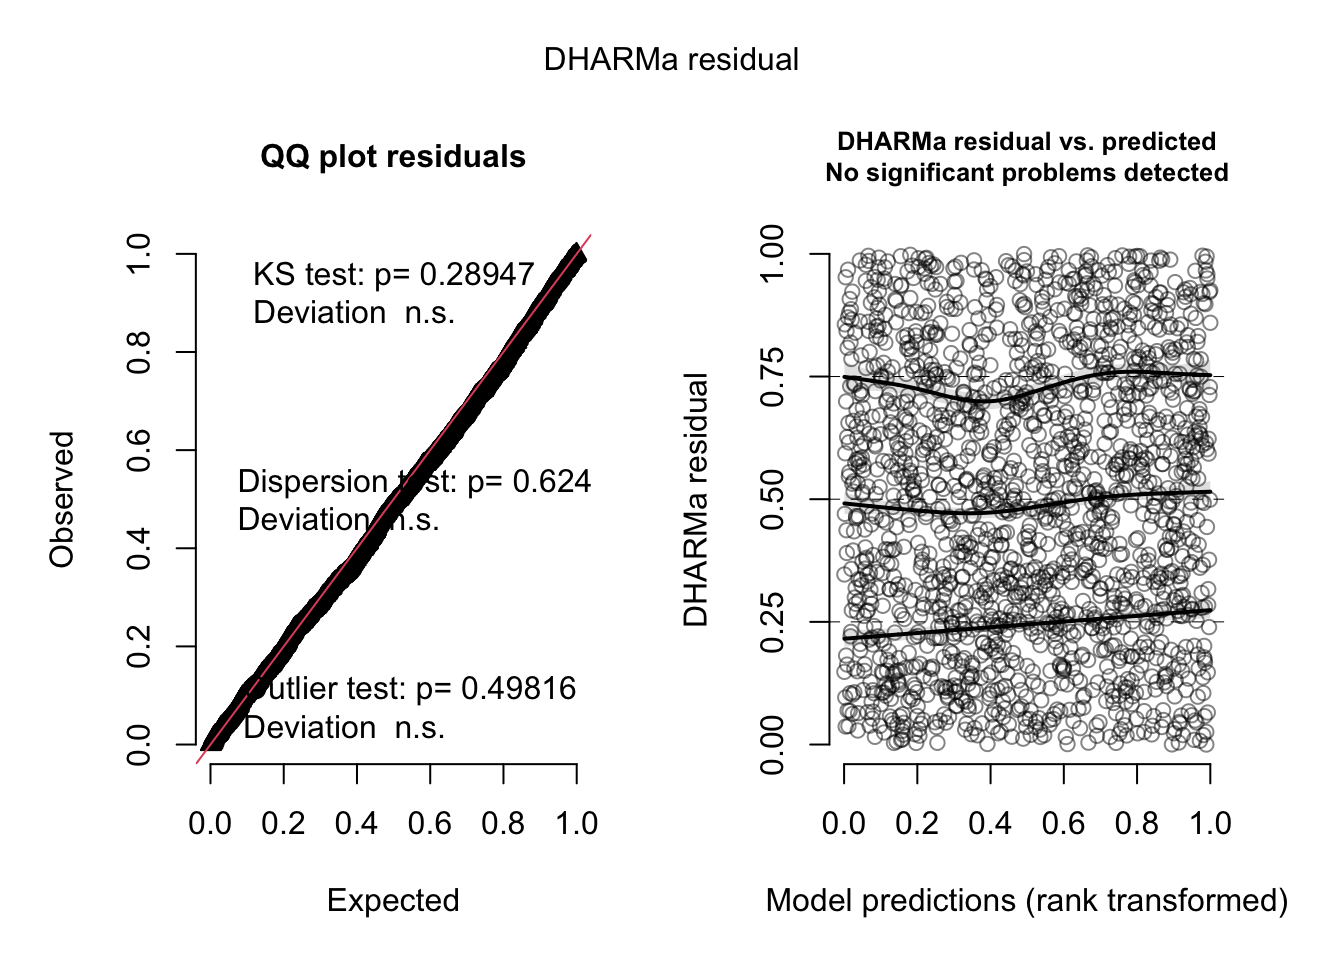 DHARMa residual
QQ plot residuals
KS test: p= 0.28947
Deviation  n.s.
Dispersion test: p= 0.624
Deviation n.s.
Outlier test: p= 0.49816
Deviation  n.s.
Observed
1.0
0.8
0.6
0.4
0.2
0.0
0.0 0.2 0.4 0.6 0.8 1.0
Expected
DHARMa residual vs. predicted
No significant problems detected
DHARMa residual
1.00
0.75
0.50
0.25
0.00
0.0 0.2 0.4 0.6 0.8 1.0
Model predictions (rank transformed)